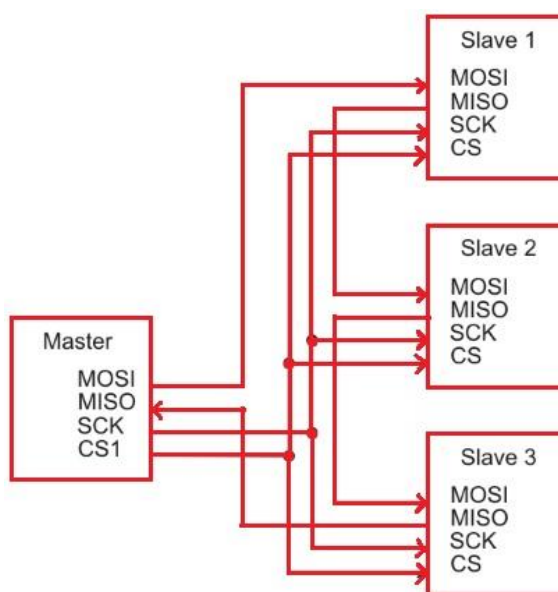 Slave 1
MOSI
MISO
SCK
CS
Slave 2
MOSI
MISO
SCK
CS
Master
MOSI
MISO
SCK
CS1
Slave 3
MOSI
MISO
SCK
CS